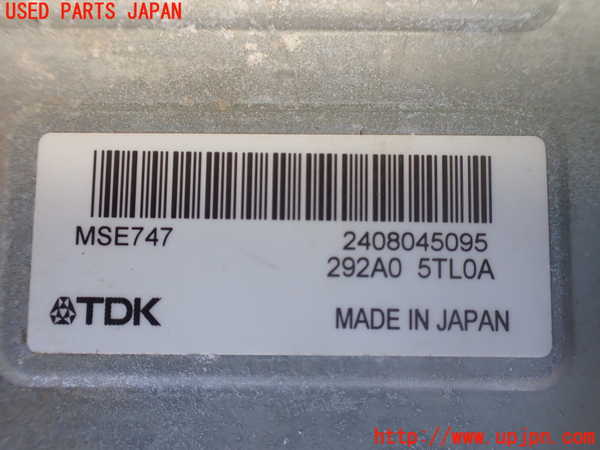 USED PARTS JAPAN
MSE747
2408045095
292A0 5TL0A
TDK
MADE IN JAPAN
http://www.upjpn.com